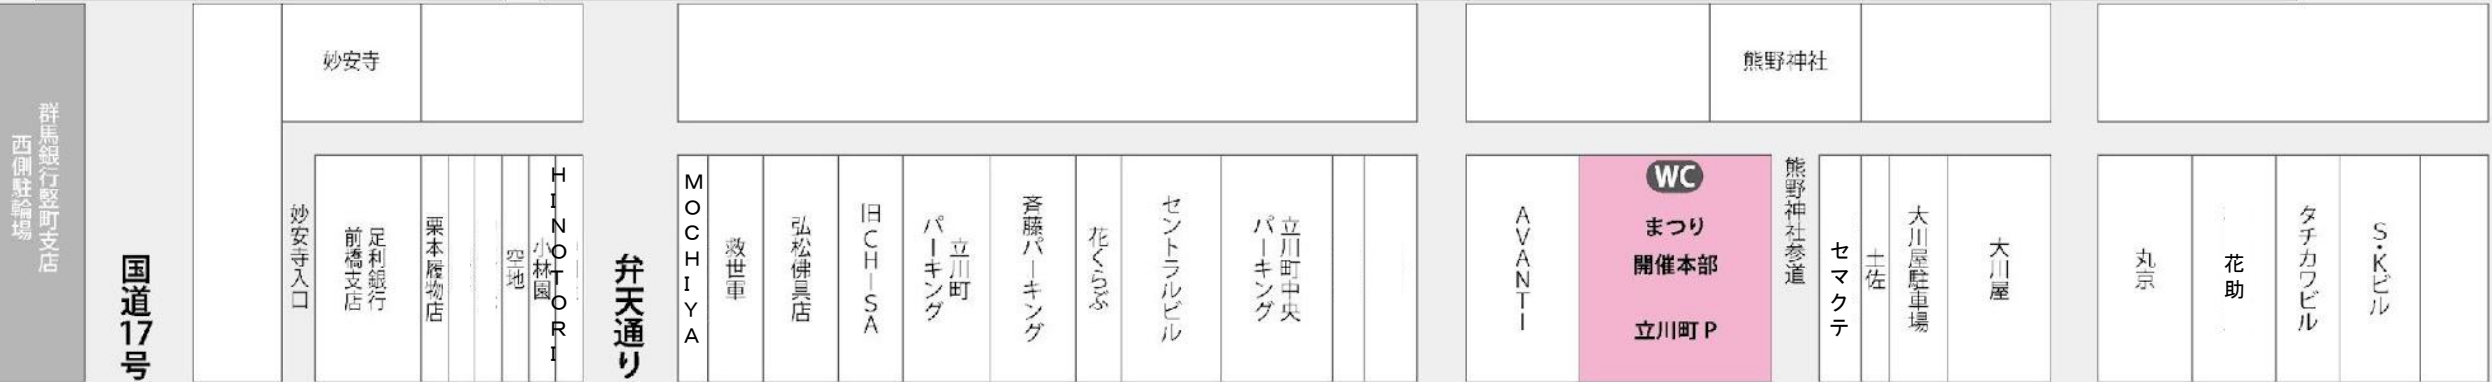 群馬銀行竪町支店
西側駐輪場
国道17号
妙安寺
妙安寺入口
足利銀行
前橋支店
栗本履物店
空地
小林園
HINOTORI
弁天通り
MOCHIYA
救世軍
弘松佛具店
旧CHISA
立川町
パーキング
斉藤パーキング
花くらぶ
セントラルビル
立川町中央
パーキング
AVANTI
WC
まつり
開催本部
立川町P
熊野神社
熊野神社参道
セマクテ
土佐
大川屋駐車場
大川屋
丸京
花助
タチカワビル
S・Kビル